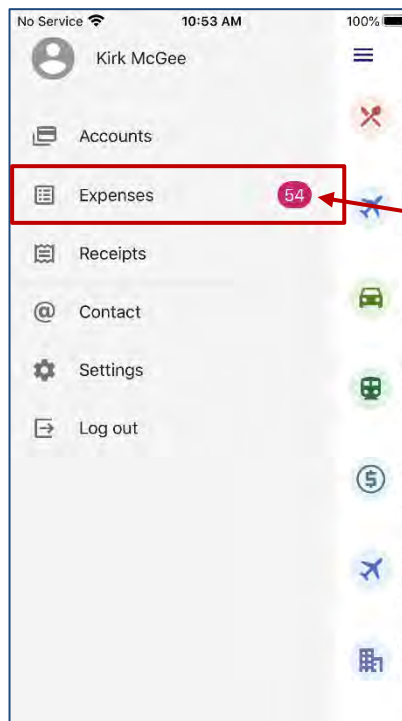 No Service 10:53 AM 100%
Kirk McGee
Accounts
Expenses 54
Receipts
@ Contact
Settings
Log out
$